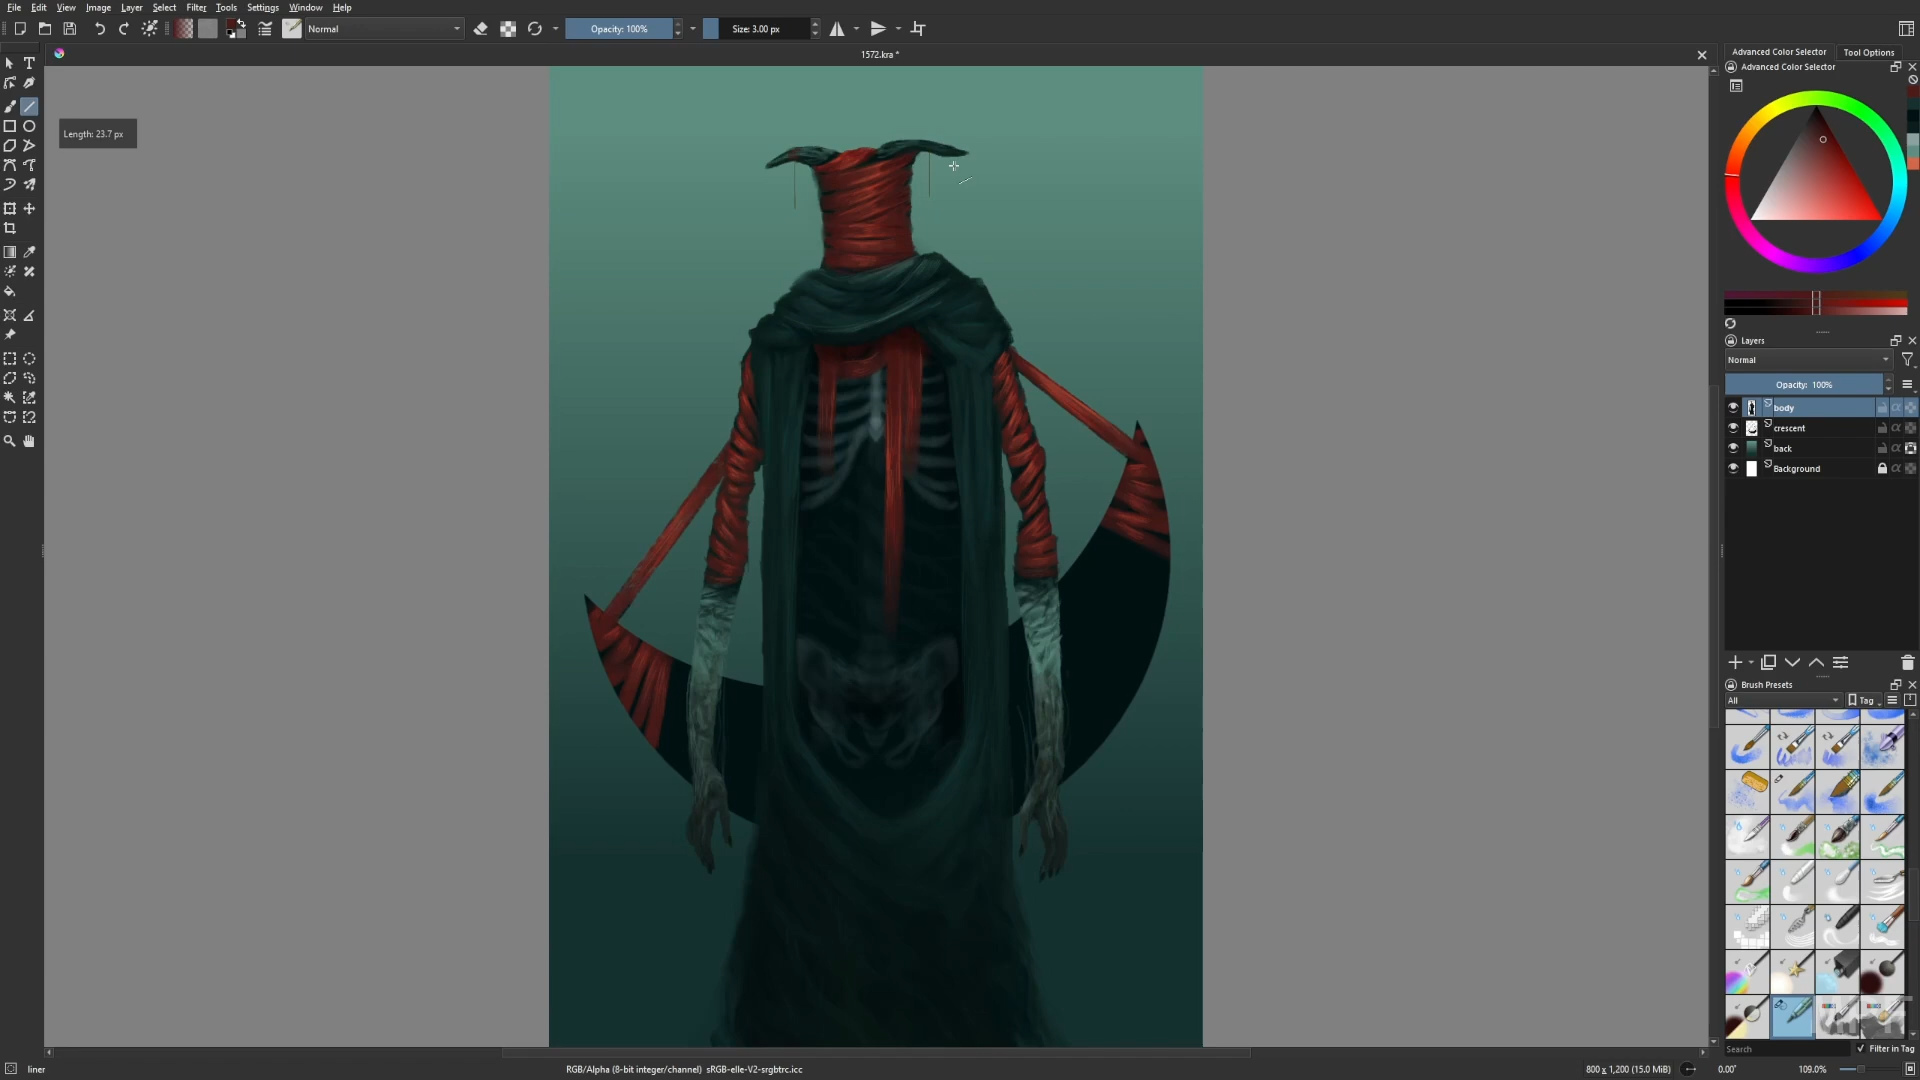 File Edit View Image Layer Select Filter Tools Settings Window Help
Normal
Opacity: 100%
Size: 3.00 px
1572.kra *
Length: 23.7 px
Advanced Color Selector
Tool Options
Advanced Color Selector
Layers
Normal
Opacity: 100%
body
crescent
back
Background
Brush Presets
All
Tag
Search
Filter in Tag
liner
RGB/Alpha (8-bit integer/channel) sRGB-elle-V2-srgbtrc.icc
800 x 1,200 (15.0 MiB)
0.00°
109.0%